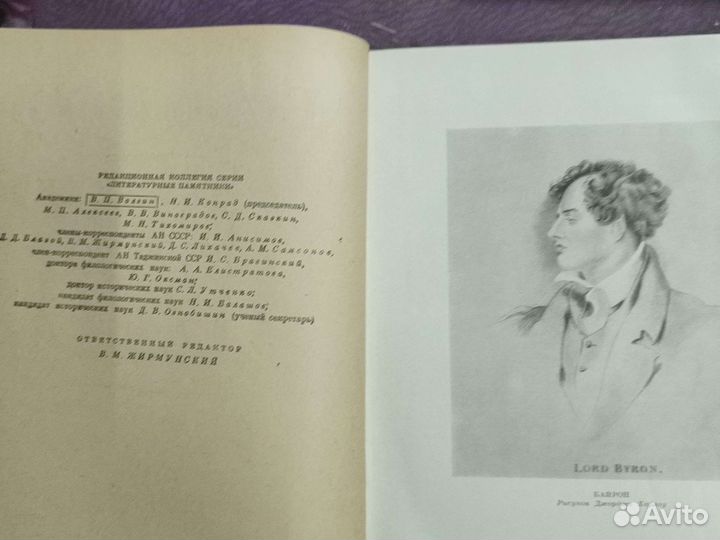 РЕДАКЦИОННАЯ КОЛЛЕГИЯ СЕРИИ
«ЛИТЕРАТУРНЫЕ ПАМЯТНИКИ»
Академики: В. П. Волгин, Н. И. Конрад (председатель),
М. П. Алексеев, В. В. Виноградов, С. Д. Сказкин,
М. Н. Тихомиров;
члены-корреспонденты АН СССР: И. И. Анисимов,
Д. Д. Благой, В. М. Жирмунский, Д. С. Лихачев, А. М. Самсонов,
член-корреспондент АН Таджикской ССР И. С. Брагинский,
доктора филологических наук: А. А. Елистратова,
Ю. Г. Оксман;
доктор исторических наук С. Л. Утченко;
кандидат филологических наук Н. И. Балашов,
кандидат исторических наук Д. В. Ознобишин (ученый секретарь)
ОТВЕТСТВЕННЫЙ РЕДАКТОР
В. М. ЖИРМУНСКИЙ
LORD BYRON.
БАЙРОН
Рисунок Джорджа
Avito